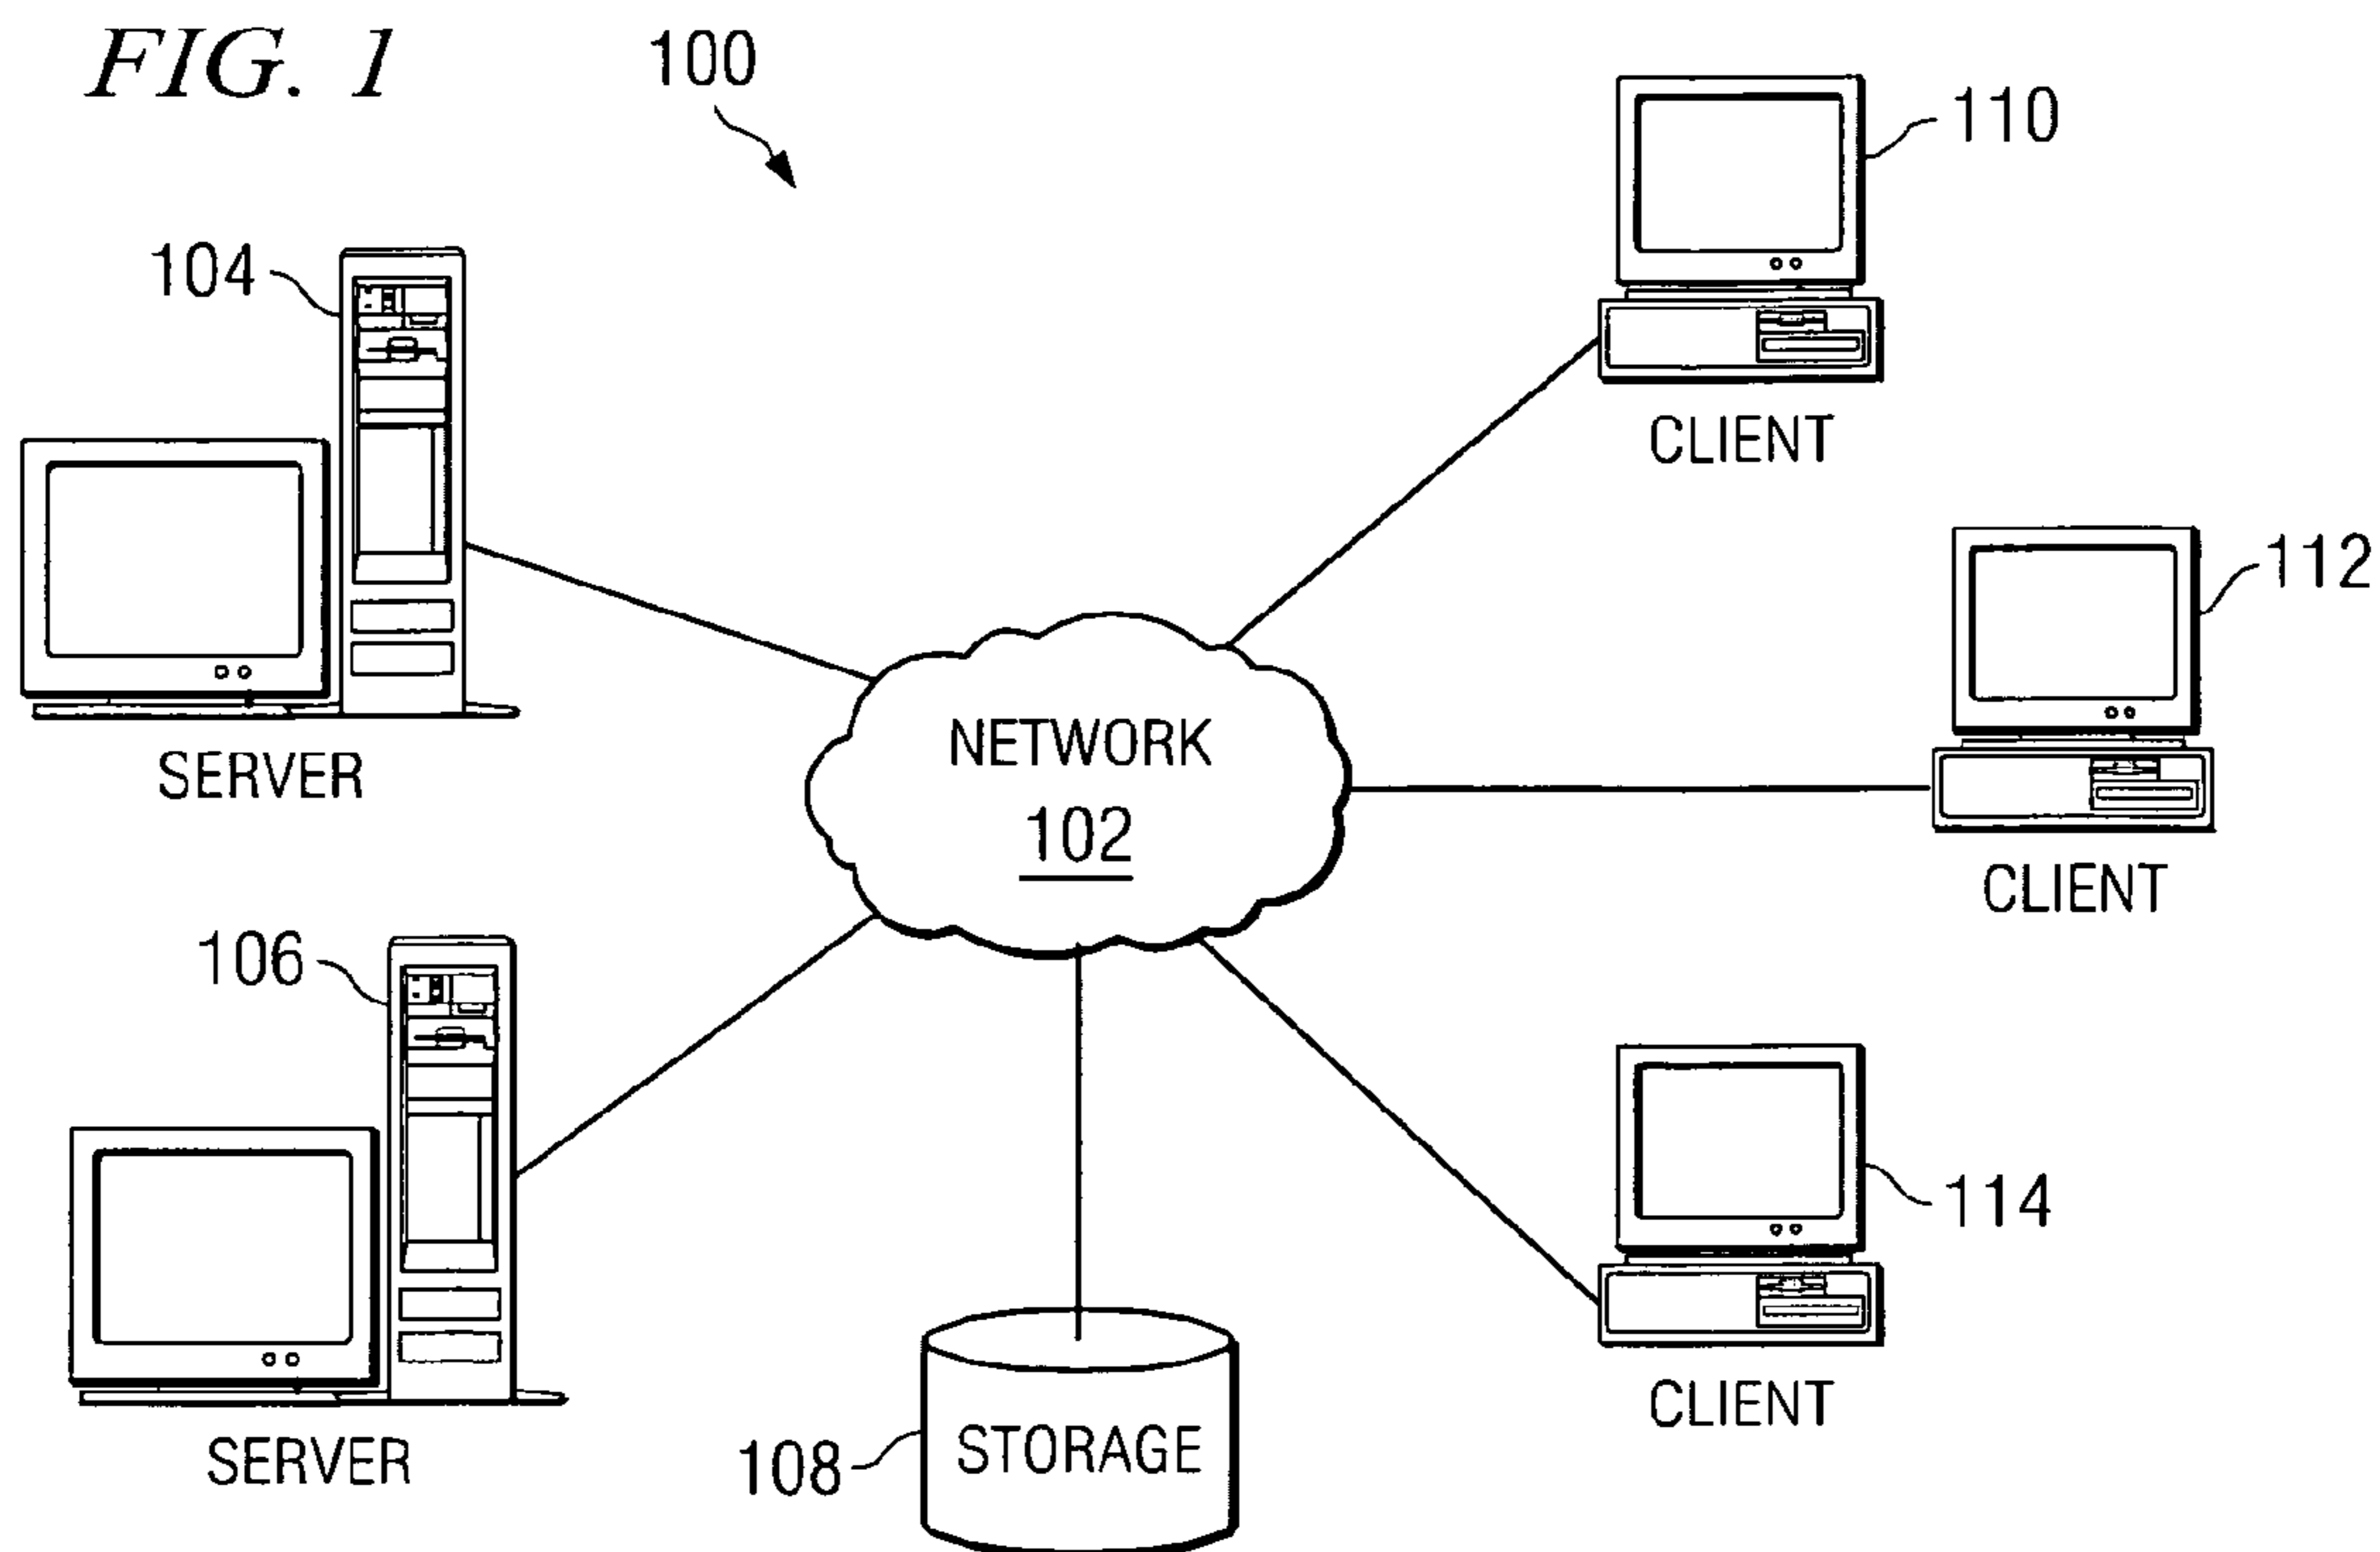 FIG. 1
100
110
104
CLIENT
112
SERVER
NETWORK
102
CLIENT
106
114
CLIENT
SERVER
108
STORAGE